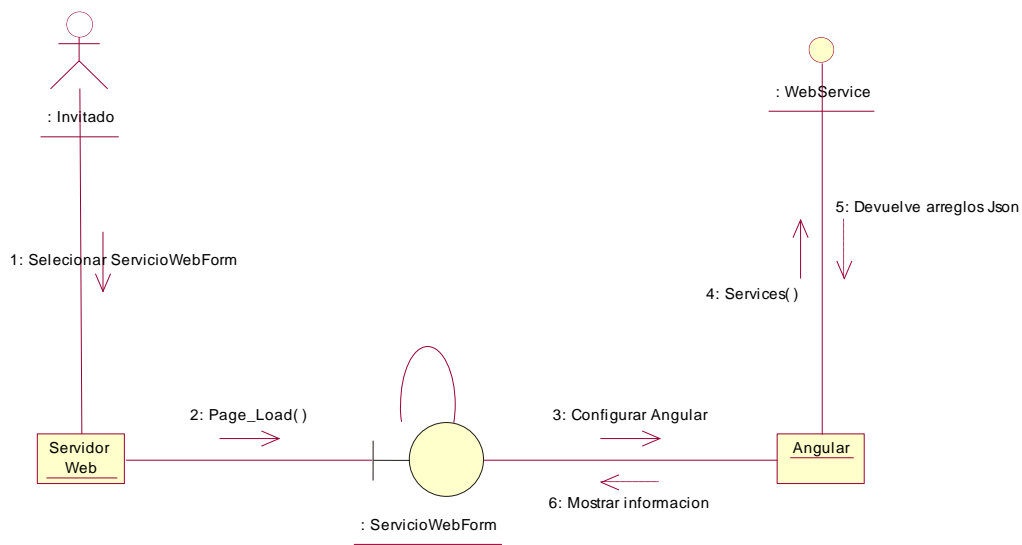 : Invitado
: WebService
5: Devuelve arreglos Json
1: Selecionar ServicioWebForm
4: Services( )
2: Page_Load( )
3: Configurar Angular
Servidor
Web
Angular
6: Mostrar informacion
: ServicioWebForm